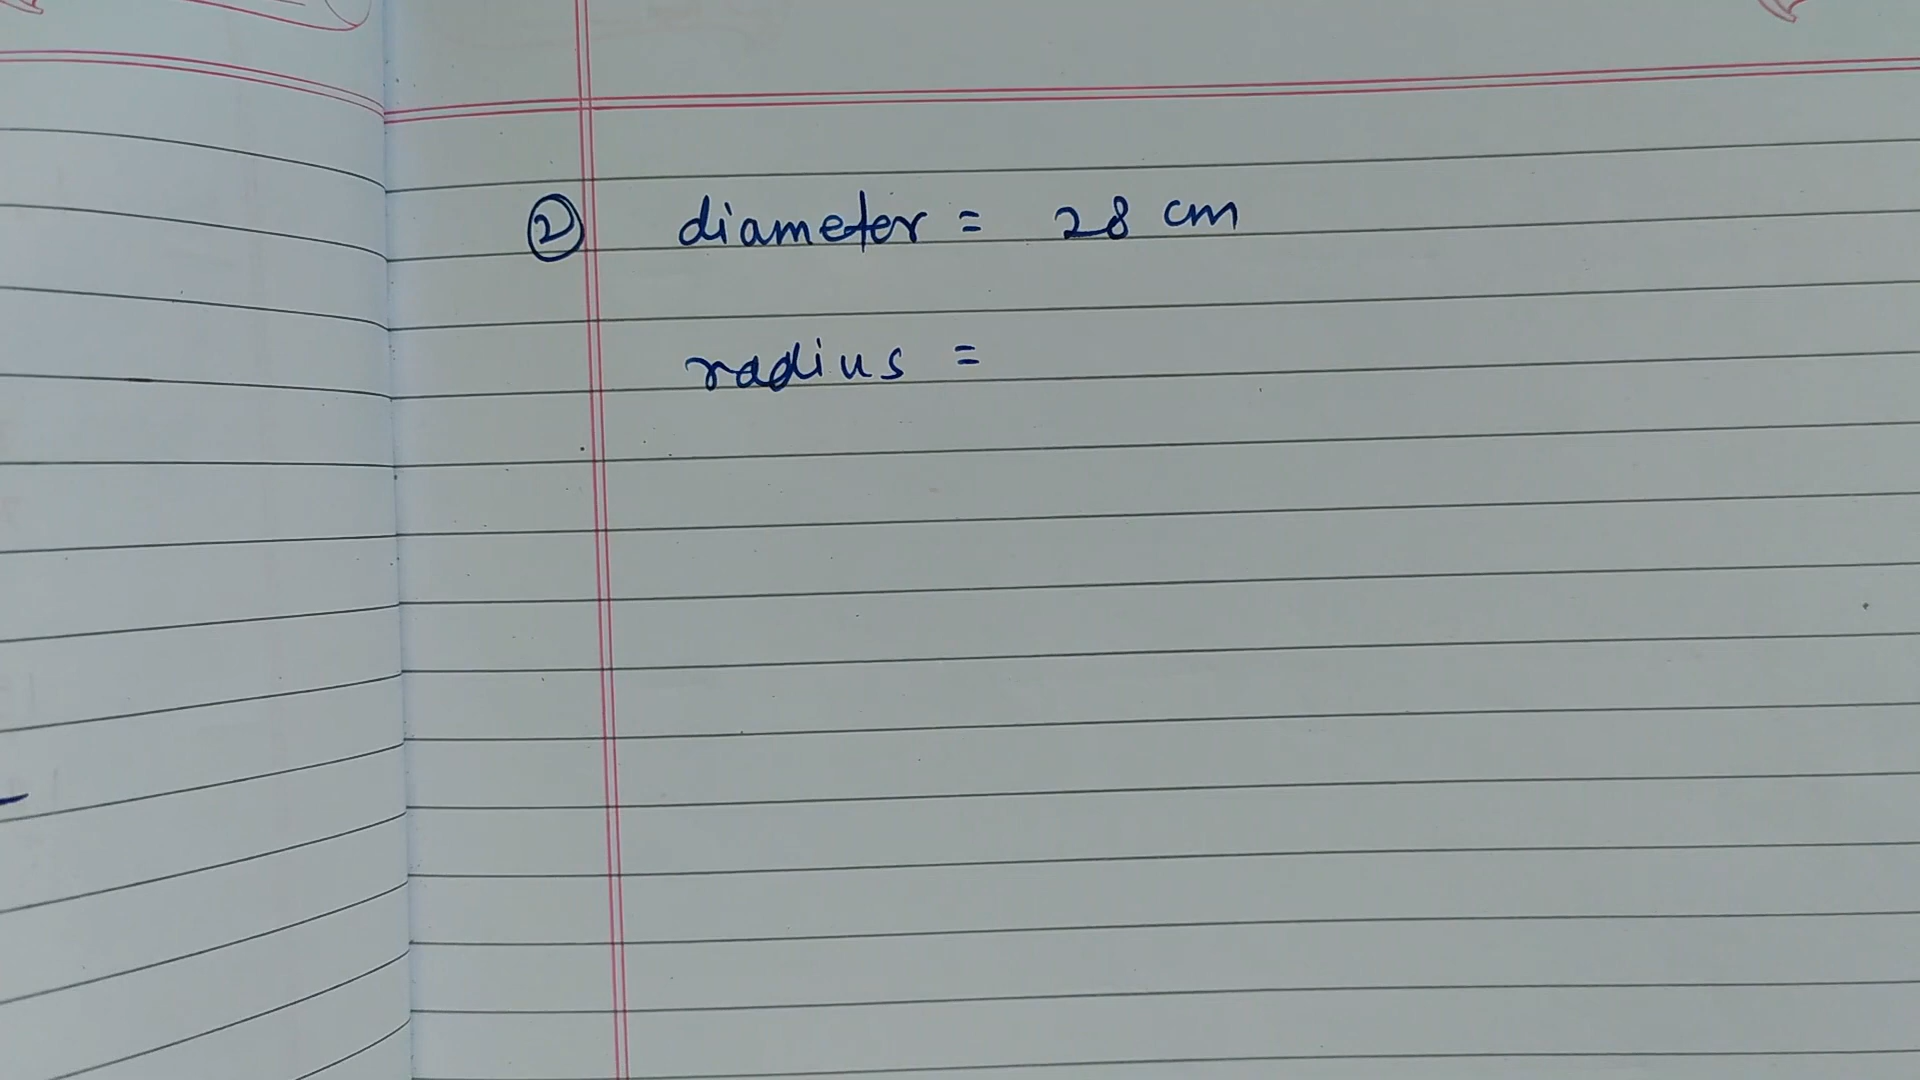 ② diameter = 28 cm
radius =